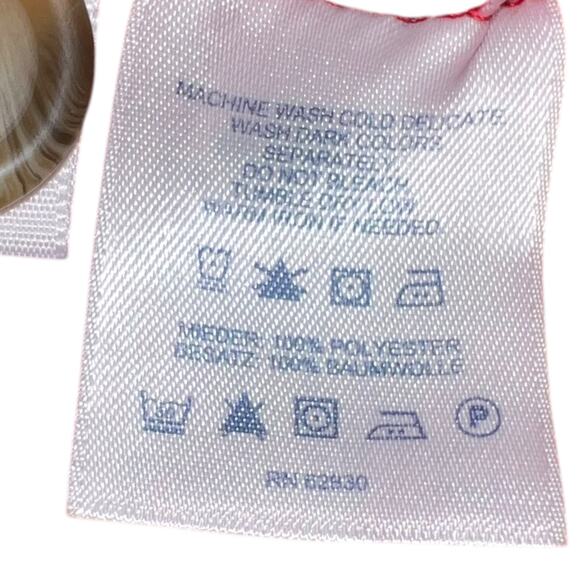 MACHINE WASH COLD DELICATE.
WASH DARK COLORS
SEPARATELY.
DO NOT BLEACH.
TUMBLE DRY LOW.
WARM IRON IF NEEDED.
MIEDER: 100% POLYESTER
BESATZ: 100% BAUMWOLLE
P
RN 62830